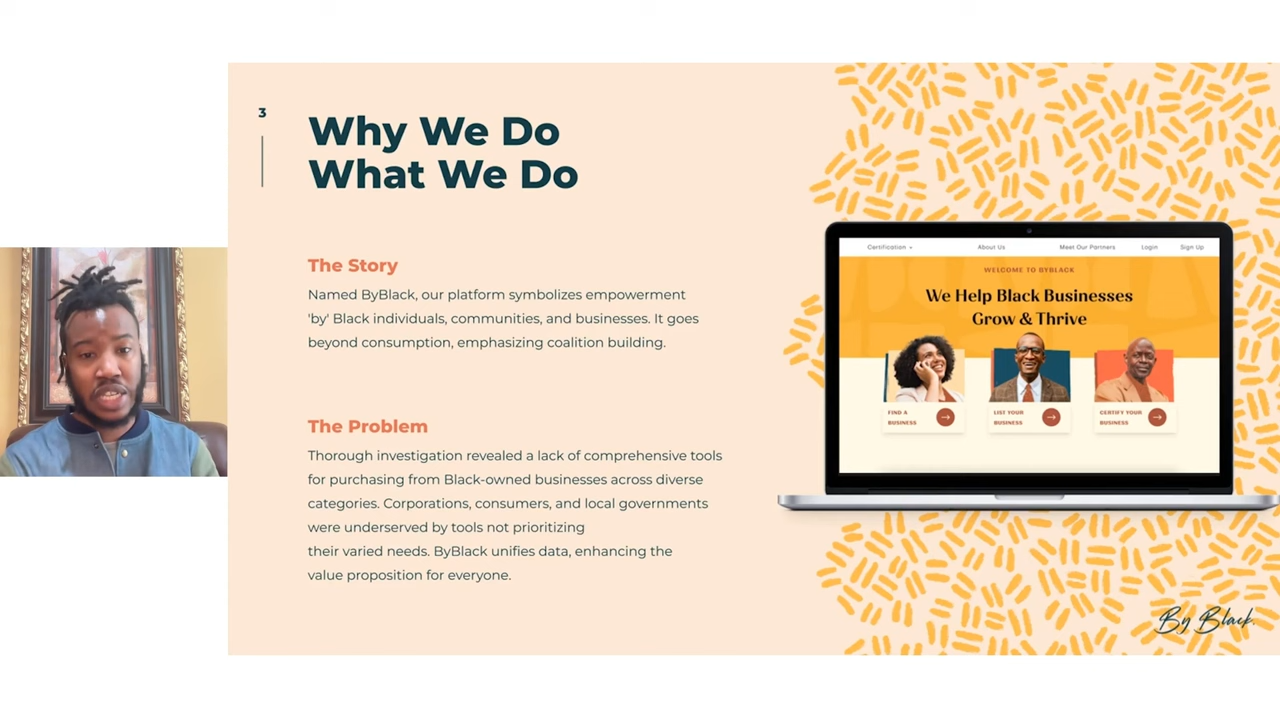 3
Why We Do
What We Do
The Story
Named ByBlack, our platform symbolizes empowerment
'by' Black individuals, communities, and businesses. It goes
beyond consumption, emphasizing coalition building.
The Problem
Thorough investigation revealed a lack of comprehensive tools
for purchasing from Black-owned businesses across diverse
categories. Corporations, consumers, and local governments
were underserved by tools not prioritizing
their varied needs. ByBlack unifies data, enhancing the
value proposition for everyone.
Certification About Us Meet Our Partners Login Sign Up
WELCOME TO BYBLACK
We Help Black Businesses
Grow & Thrive
FIND A
BUSINESS
LIST YOUR
BUSINESS
CERTIFY YOUR
BUSINESS
By Black.